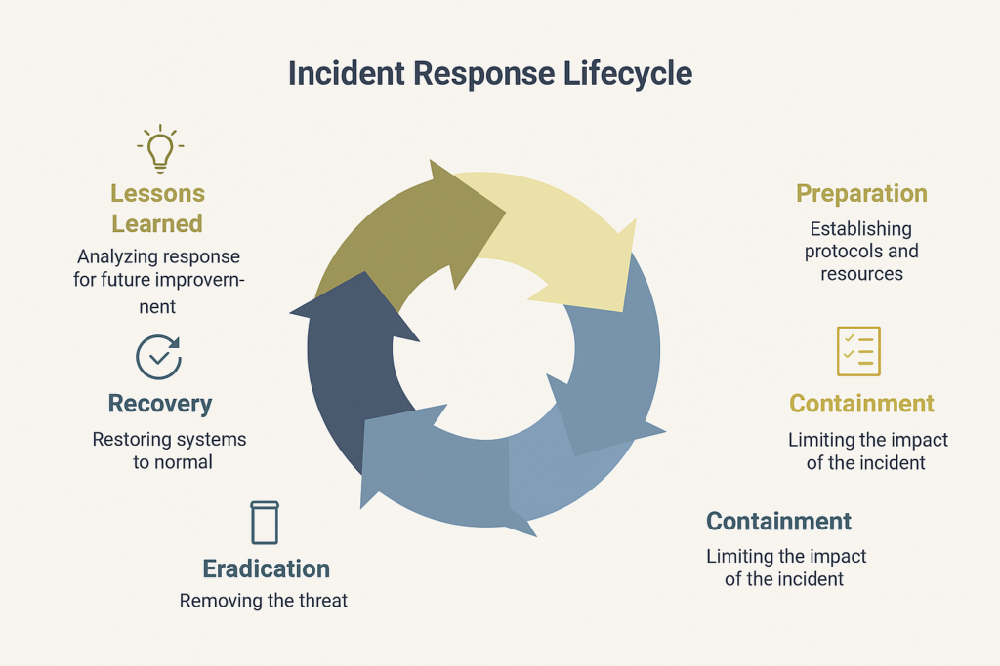 Incident Response Lifecycle
Lessons
Learned
Analyzing response
for future improvern-
nent
Recovery
Restoring systems
to normal
Eradication
Removing the threat
Preparation
Establishing
protocols and
resources
Containment
Limiting the impact
of the incident
Containment
Limiting the impact
of the incident